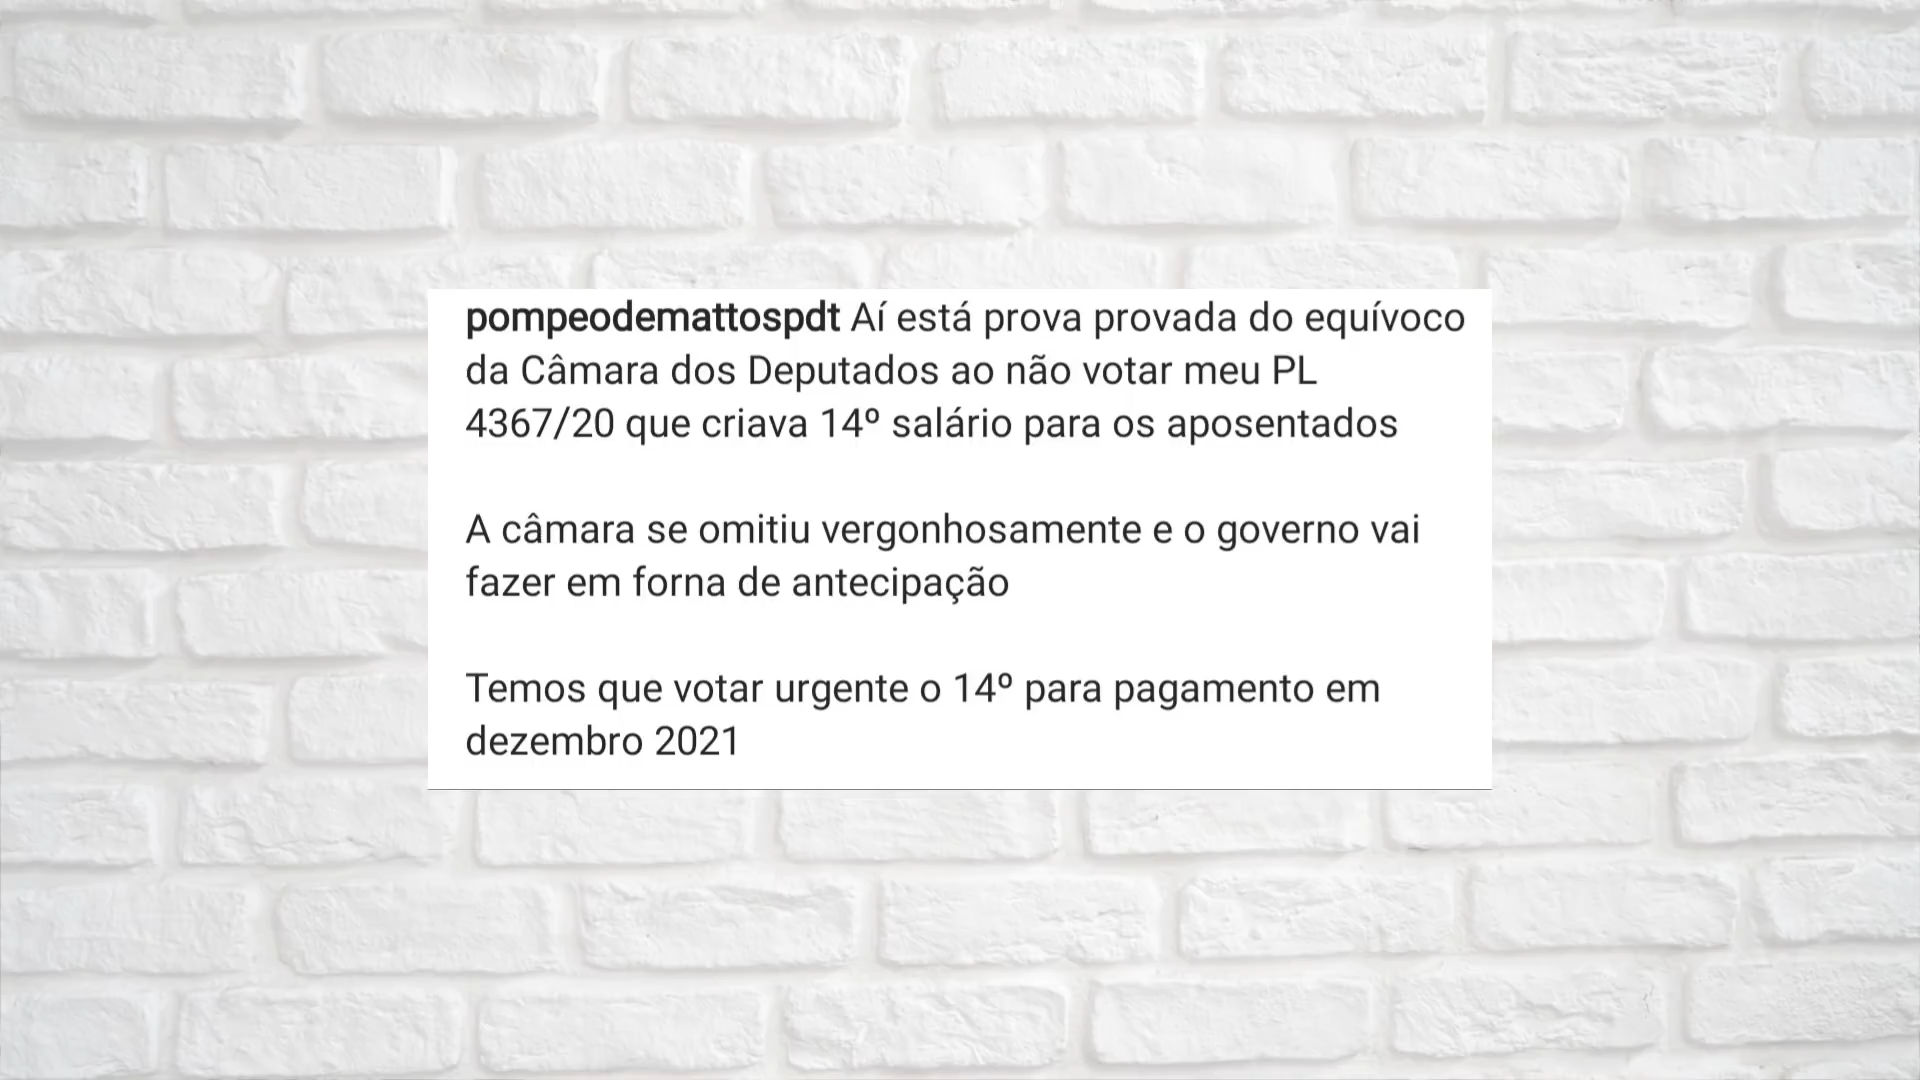 pompeodemattospdt Aí está prova provada do equívoco
da Câmara dos Deputados ao não votar meu PL
4367/20 que criava 14º salário para os aposentados
A câmara se omitiu vergonhosamente e o governo vai
fazer em forna de antecipação
Temos que votar urgente o 14º para pagamento em
dezembro 2021